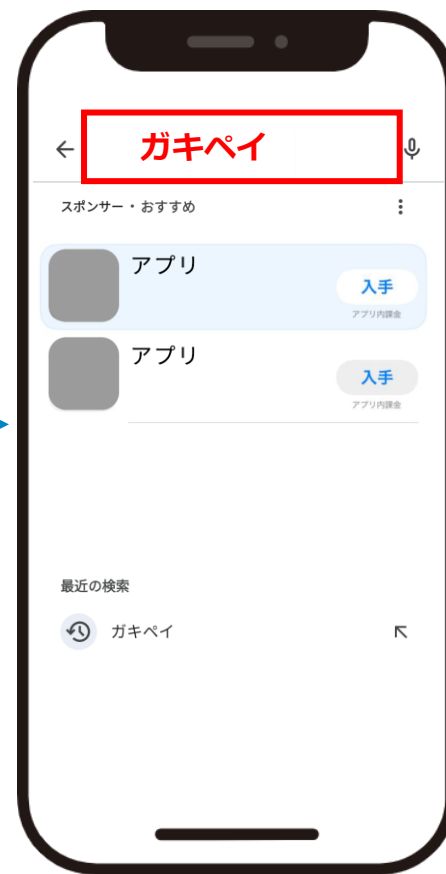 ガキペイ
スポンサー・おすすめ
アプリ
入手
アプリ内課金
アプリ
入手
アプリ内課金
最近の検索
ガキペイ